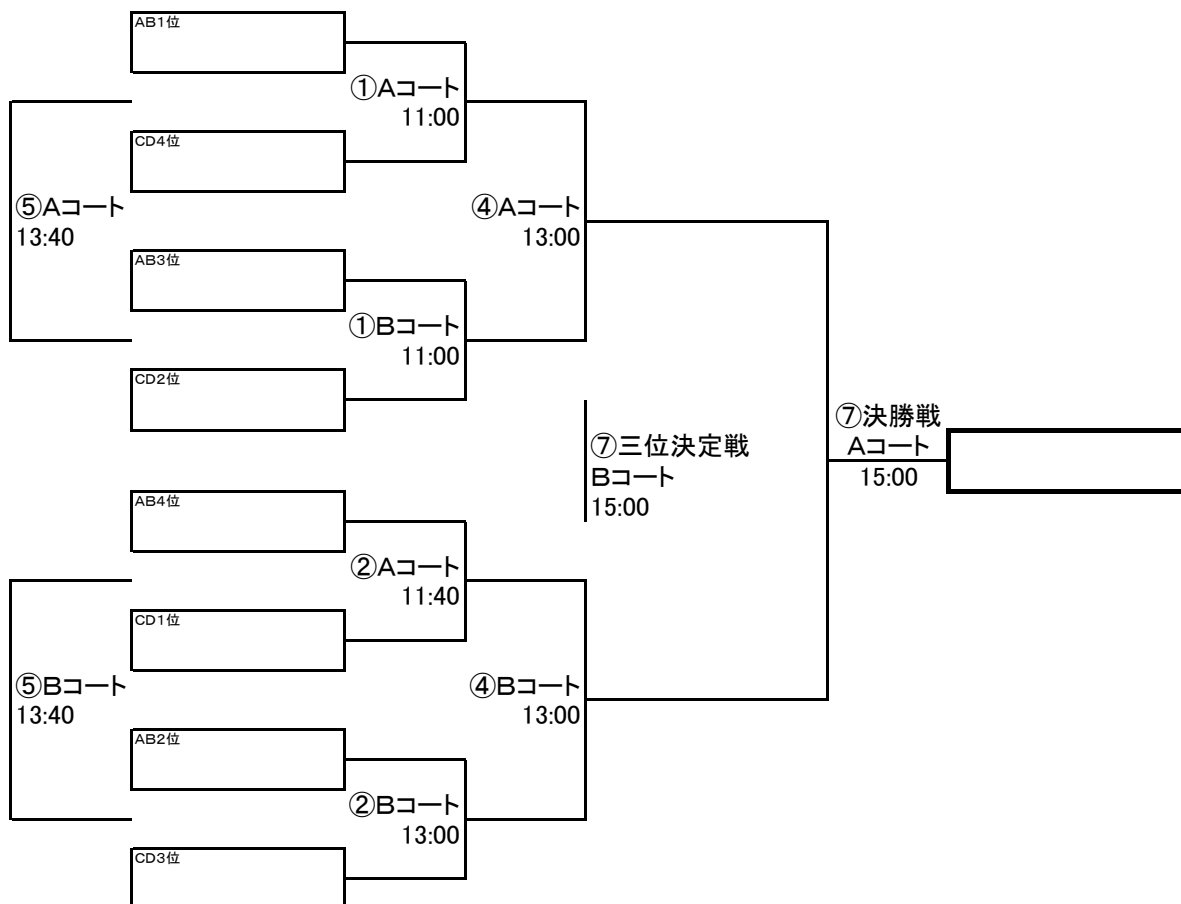 AB1位
①Aコート
11:00
CD4位
⑤Aコート
13:40
④Aコート
13:00
AB3位
①Bコート
11:00
CD2位
⑦決勝戦
Aコート
15:00
⑦三位決定戦
Bコート
15:00
AB4位
②Aコート
11:40
CD1位
⑤Bコート
13:40
④Bコート
13:00
AB2位
②Bコート
13:00
CD3位